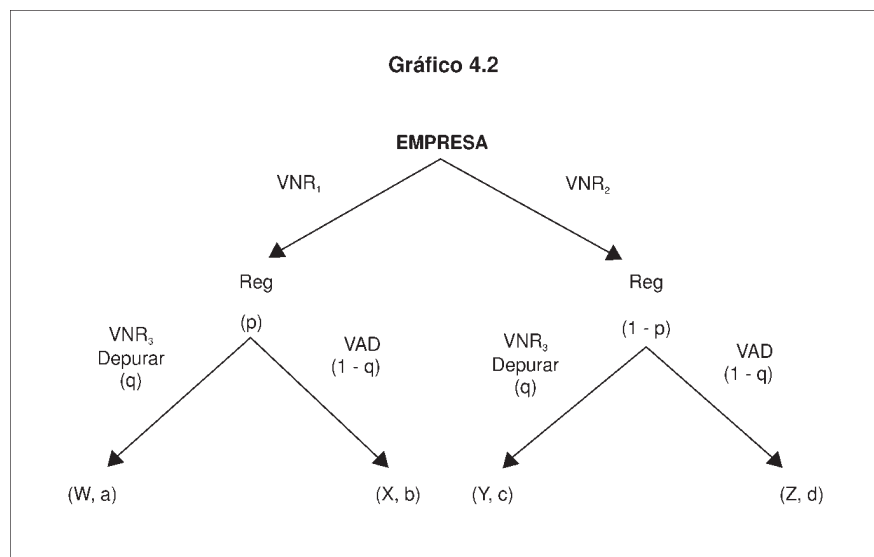 Gráfico 4.2
EMPRESA
VNR₁
VNR₂
Reg
Reg
(p)
(1 - p)
VNR₃
Depurar
(q)
VAD
(1 - q)
VNR₃
Depurar
(q)
VAD
(1 - q)
(W, a)
(X, b)
(Y, c)
(Z, d)